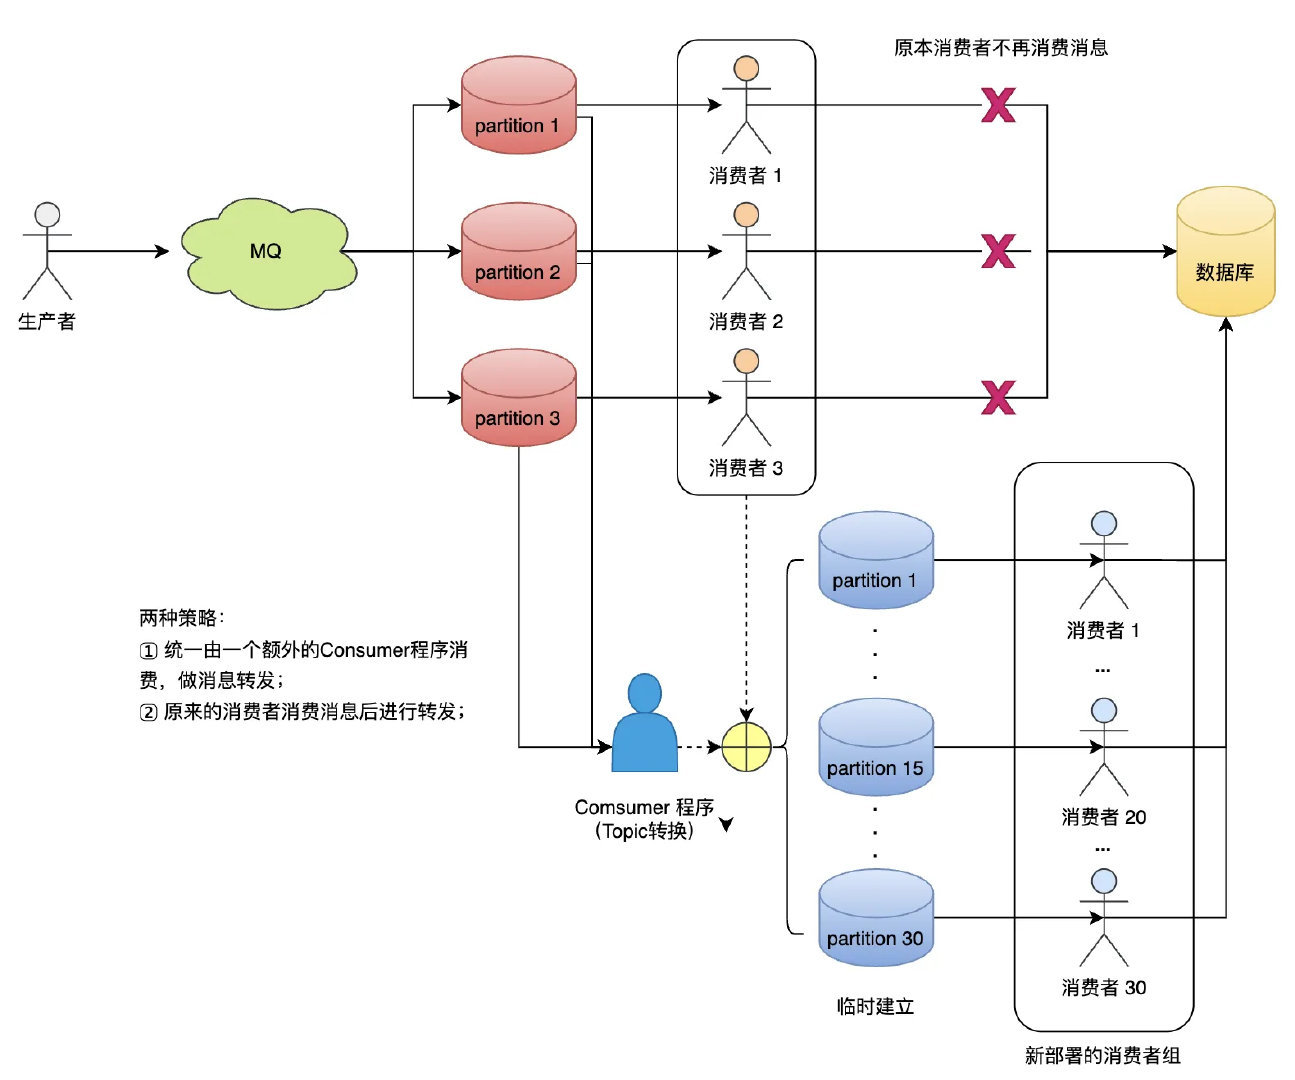 原本消费者不再消费消息
partition 1
消费者 1
MQ
partition 2
数据库
生产者
消费者 2
partition 3
消费者 3
partition 1
两种策略：
① 统一由一个额外的Consumer程序消
费，做消息转发；
② 原来的消费者消费消息后进行转发；
消费者 1
...
partition 15
Comsumer 程序
（Topic转换）
消费者 20
...
partition 30
消费者 30
临时建立
新部署的消费者组